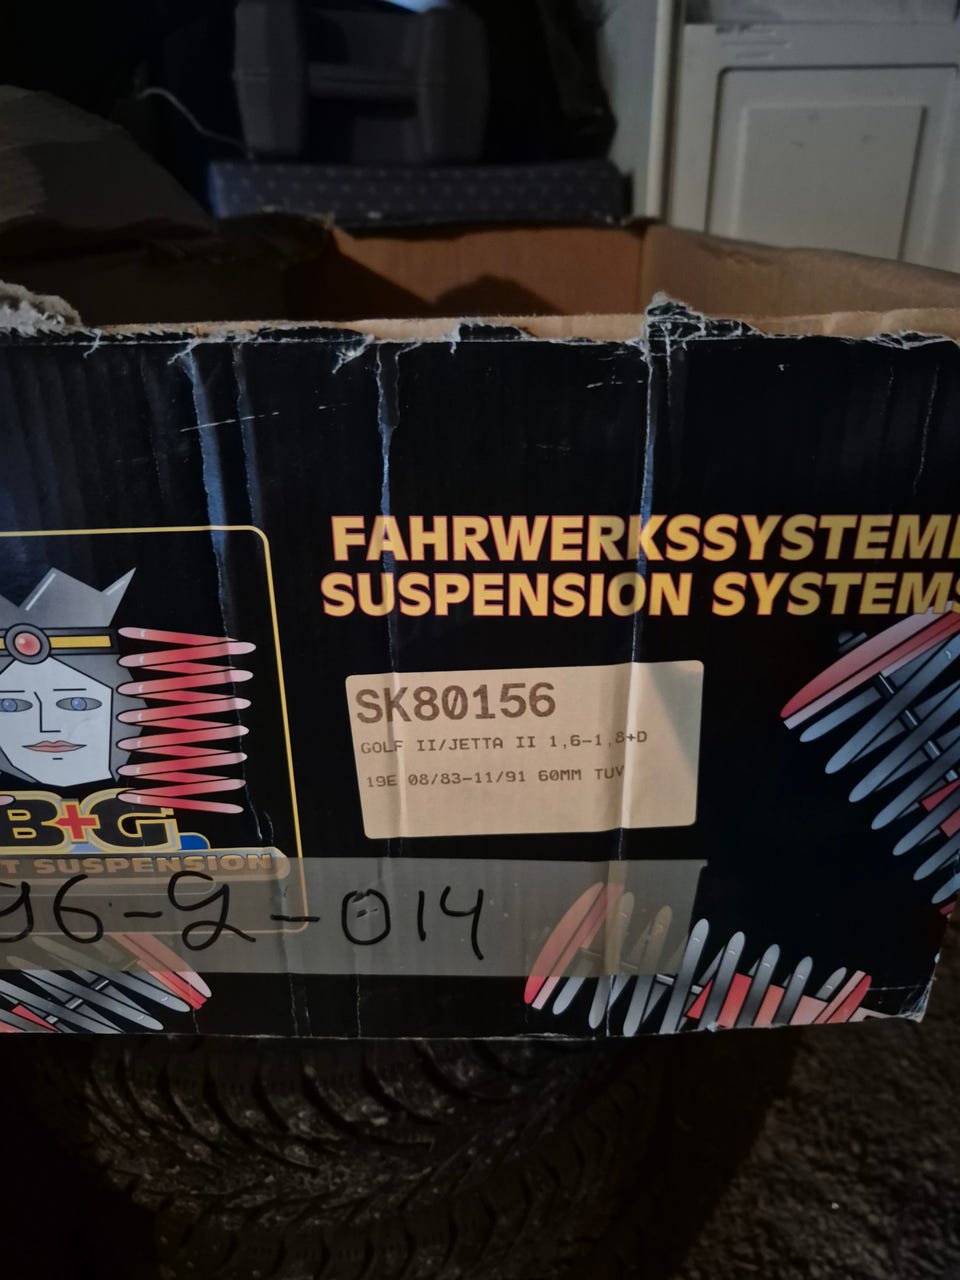 FAHRWERKSSYSTEME
SUSPENSION SYSTEMS
SK80156
GOLF II/JETTA II 1,6-1,8+D
19E 08/83-11/91 60MM TUV
B+G
T SUSPENSION
96-2-014